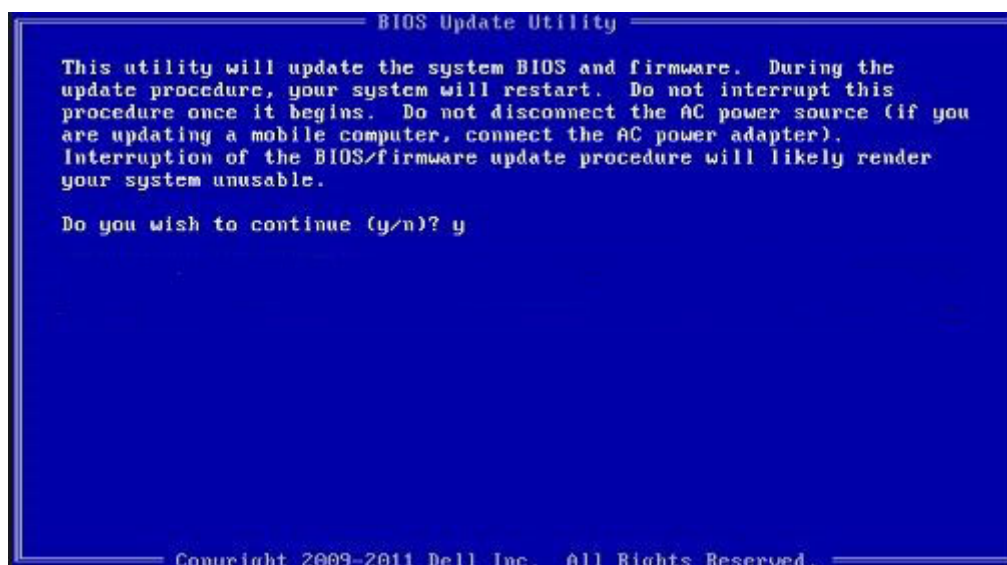 BIOS Update Utility
This utility will update the system BIOS and firmware. During the
update procedure, your system will restart. Do not interrupt this
procedure once it begins. Do not disconnect the AC power source (if you
are updating a mobile computer, connect the AC power adapter).
Interruption of the BIOS/firmware update procedure will likely render
your system unusable.
Do you wish to continue (y/n)? y
Copyright 2009-2011 Dell Inc. All Rights Reserved.